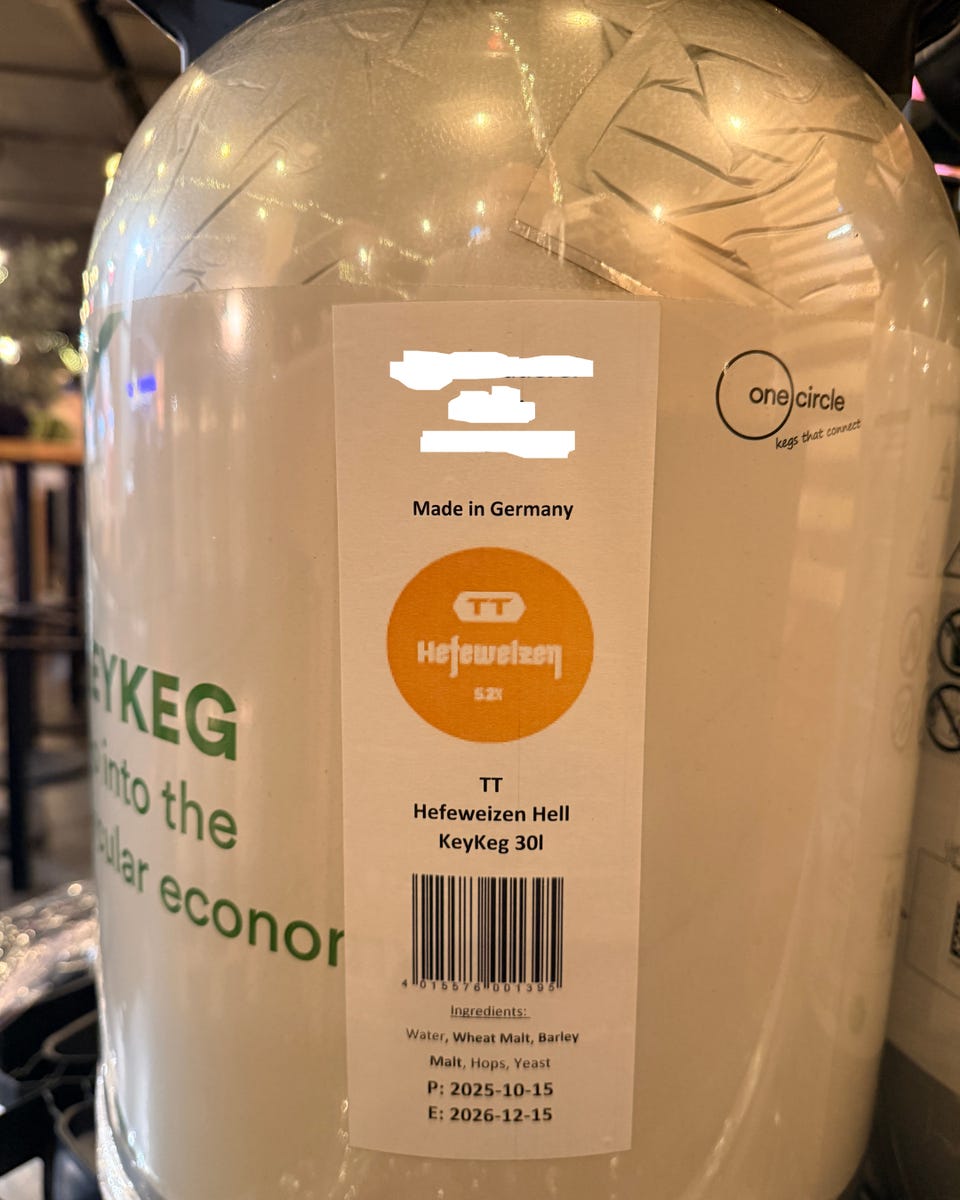 Made in Germany
TT
Hefeweizen
5.2%
TT
Hefeweizen Hell
KeyKeg 30l
4 015576 001395
Ingredients:
Water, Wheat Malt, Barley
Malt, Hops, Yeast
P: 2025-10-15
E: 2026-12-15
EYKEG
into the
cular econor
one circle
kegs that connect